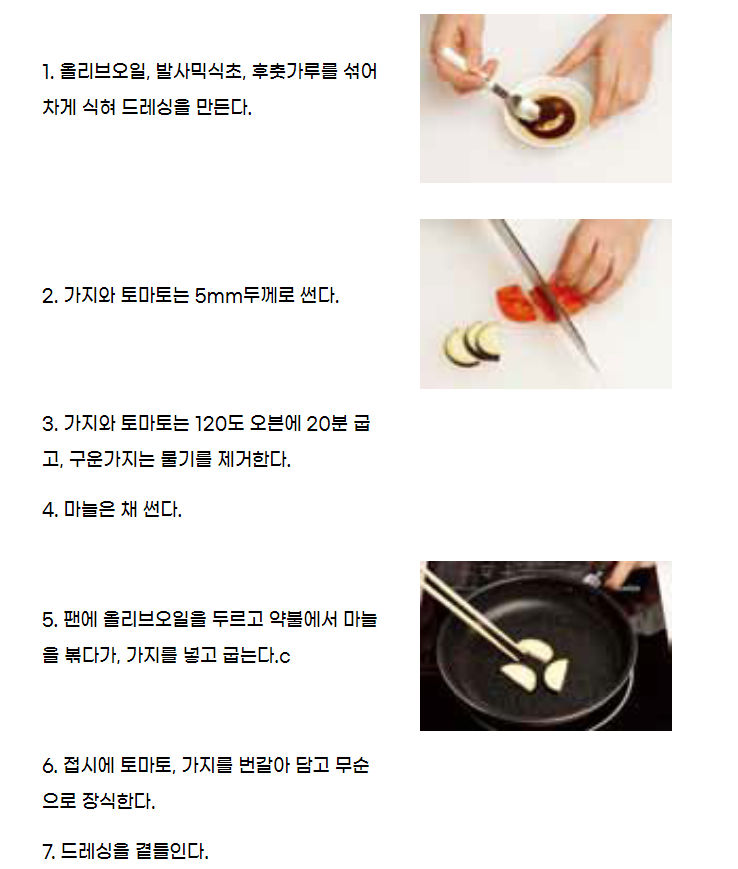 1. 올리브오일, 발사믹식초, 후춧가루를 섞어
차게 식혀 드레싱을 만든다.
2. 가지와 토마토는 5mm두께로 썬다.
3. 가지와 토마토는 120도 오븐에 20분 굽
고, 구운가지는 물기를 제거한다.
4. 마늘은 채 썬다.
5. 팬에 올리브오일을 두르고 약불에서 마늘
을 볶다가, 가지를 넣고 굽는다.c
6. 접시에 토마토, 가지를 번갈아 담고 무순
으로 장식한다.
7. 드레싱을 곁들인다.